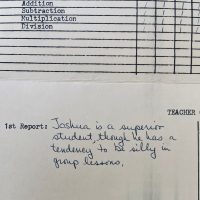 Addition
Subtraction
Multiplication
Division
TEACHER
1st Report: Joshua is a superior
student, though he has a
tendency to be silly in
group lessons.